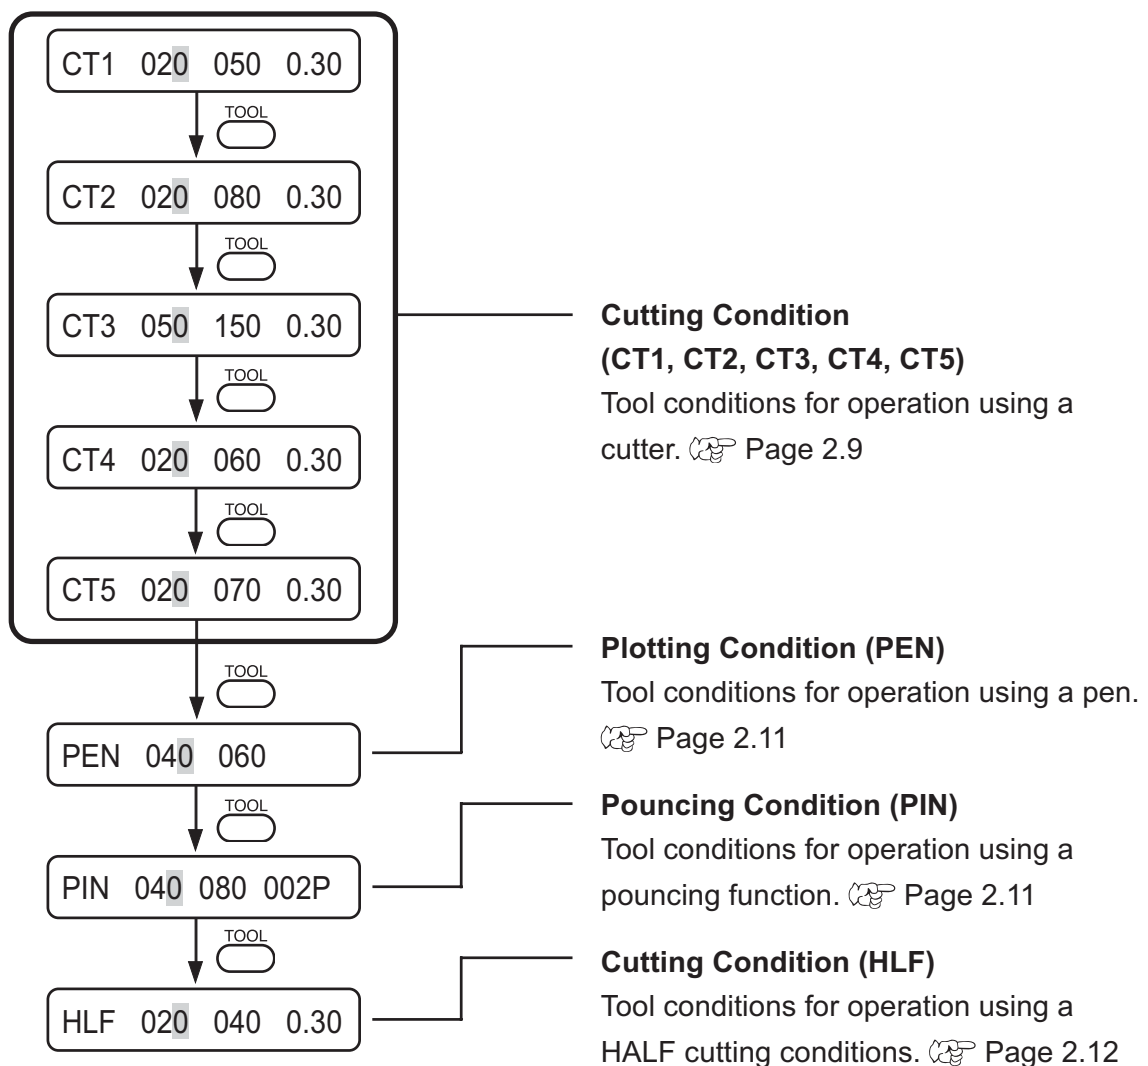 CT1 020 050 0.30
TOOL
CT2 020 080 0.30
TOOL
CT3 050 150 0.30
TOOL
CT4 020 060 0.30
TOOL
CT5 020 070 0.30
TOOL
PEN 040 060
TOOL
PIN 040 080 002P
TOOL
HLF 020 040 0.30
Cutting Condition
(CT1, CT2, CT3, CT4, CT5)
Tool conditions for operation using a
cutter. Page 2.9
Plotting Condition (PEN)
Tool conditions for operation using a pen.
Page 2.11
Pouncing Condition (PIN)
Tool conditions for operation using a
pouncing function. Page 2.11
Cutting Condition (HLF)
Tool conditions for operation using a
HALF cutting conditions. Page 2.12